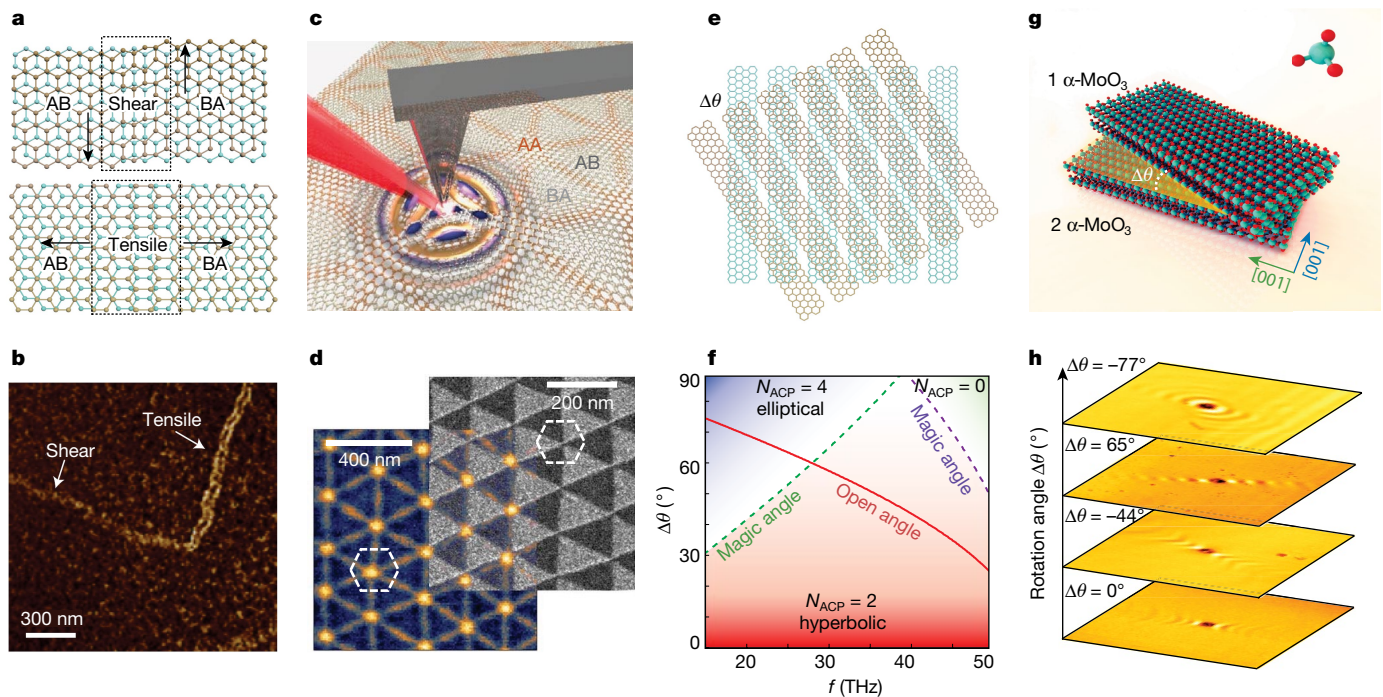 a
AB
Shear
BA
Tensile
AB
BA
b
Tensile
Shear
300 nm
c
AA
AB
BA
d
200 nm
400 nm
e
Δθ
f
N_ACP = 4
elliptical
N_ACP = 0
Magic angle
Magic angle
Open angle
N_ACP = 2
hyperbolic
90
60
30
0
Δθ (°)
20
30
40
50
f (THz)
g
1 α-MoO₃
Δθ
2 α-MoO₃
[001]
[001]
h
Δθ = −77°
Δθ = 65°
Δθ = −44°
Δθ = 0°
Rotation angle Δθ (°)